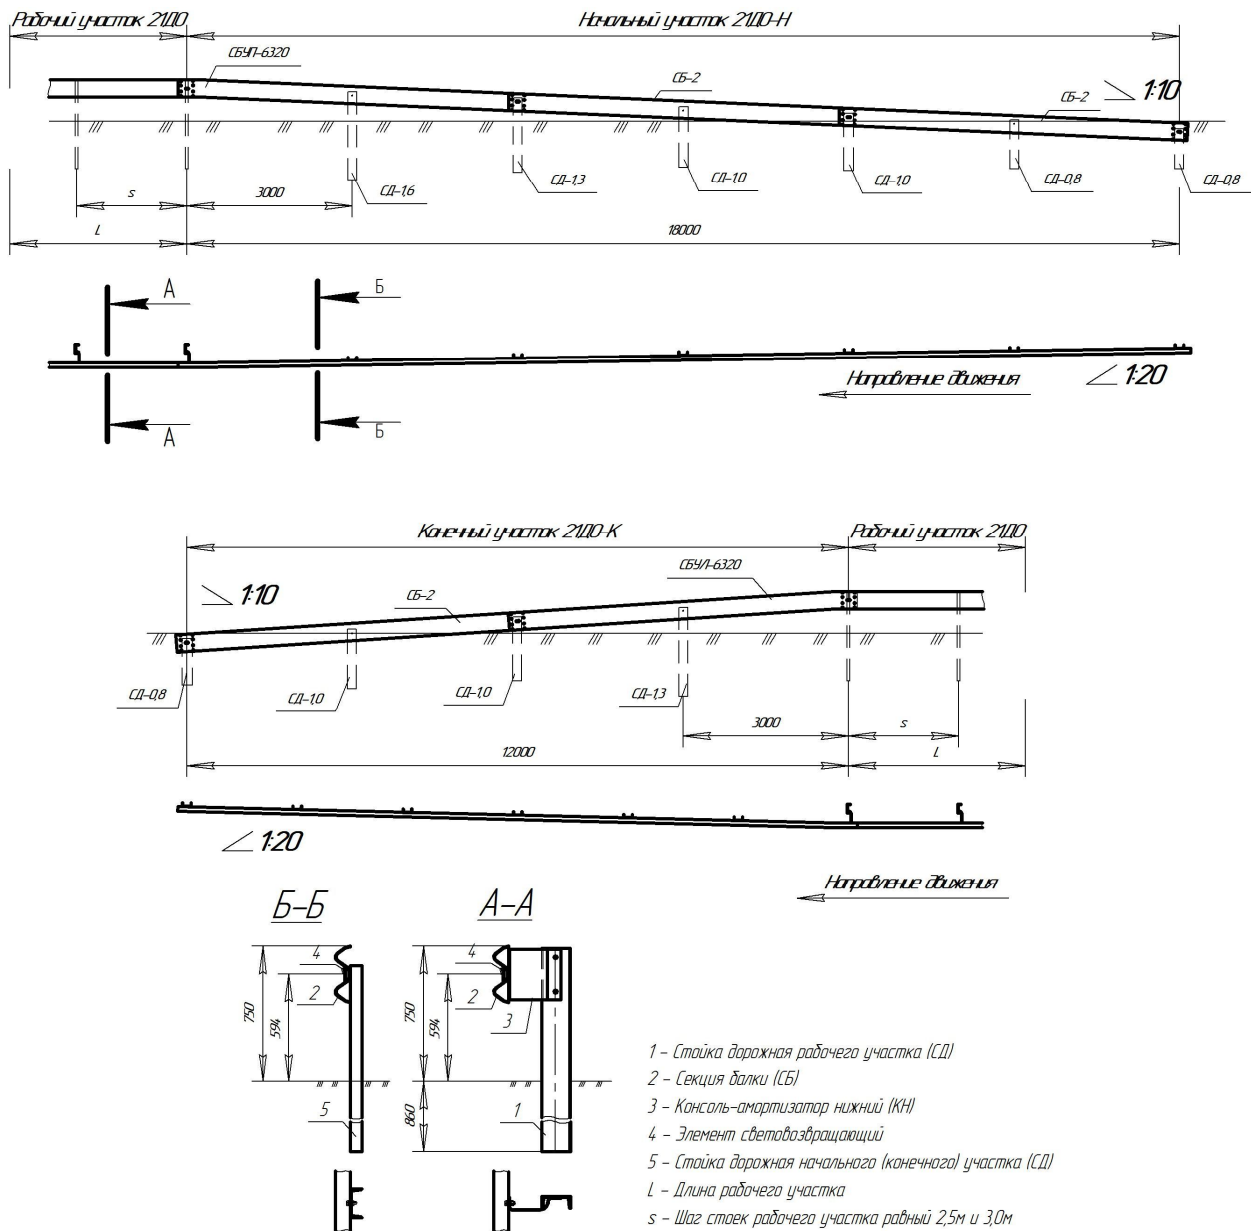 Рабочий участок 21ДО
Начальный участок 21ДО-Н
СБУП-6320
СБ-2
СБ-2
1:10
СД-1,6
СД-1,3
СД-1,0
СД-1,0
СД-0,8
СД-0,8
s
3000
L
18000
А
Б
Направление движения
1:20
А
Б
Конечный участок 21ДО-К
Рабочий участок 21ДО
1:10
СБ-2
СБУЛ-6320
СД-0,8
СД-1,0
СД-1,0
СД-1,3
3000
s
12000
L
1:20
Направление движения
Б-Б
А-А
4
2
750
594
5
4
2
3
750
594
860
1
1 - Стойка дорожная рабочего участка (СД)
2 - Секция балки (СБ)
3 - Консоль-амортизатор нижний (КН)
4 - Элемент световозвращающий
5 - Стойка дорожная начального (конечного) участка (СД)
L - Длина рабочего участка
s - Шаг стоек рабочего участка равный 2,5м и 3,0м